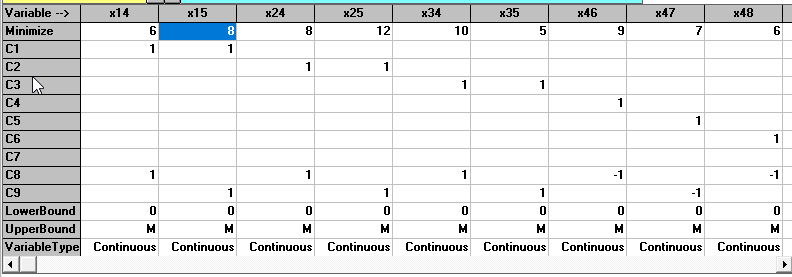 Variable --> x14 x15 x24 x25 x34 x35 x46 x47 x48
Minimize 6 8 8 12 10 5 9 7 6
C1 1 1
C2 1 1
C3 1 1
C4 1
C5 1
C6 1
C7
C8 1 1 1 -1 -1
C9 1 1 1 -1
LowerBound 0 0 0 0 0 0 0 0 0
UpperBound M M M M M M M M M
VariableType Continuous Continuous Continuous Continuous Continuous Continuous Continuous Continuous Continuous